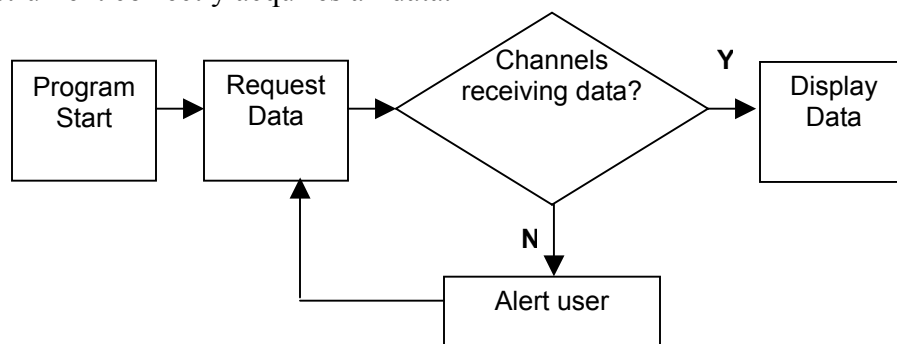 Program
Start
Request
Data
Channels
receiving data?
Y
Display
Data
N
Alert user